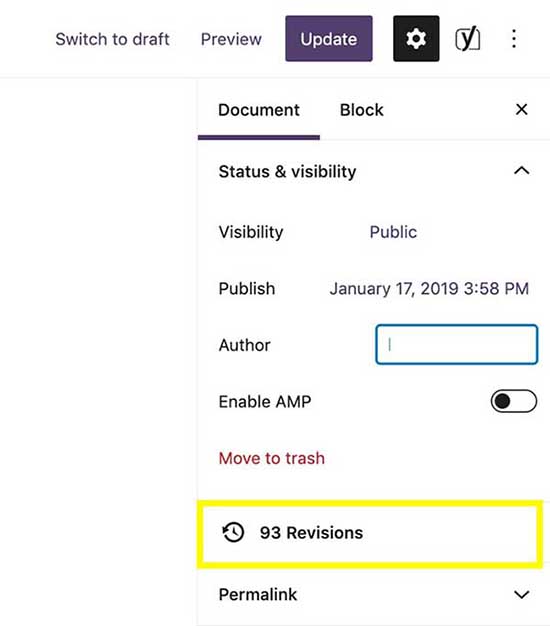 Switch to draft Preview Update
Document Block
Status & visibility
Visibility Public
Publish January 17, 2019 3:58 PM
Author
Enable AMP
Move to trash
93 Revisions
Permalink